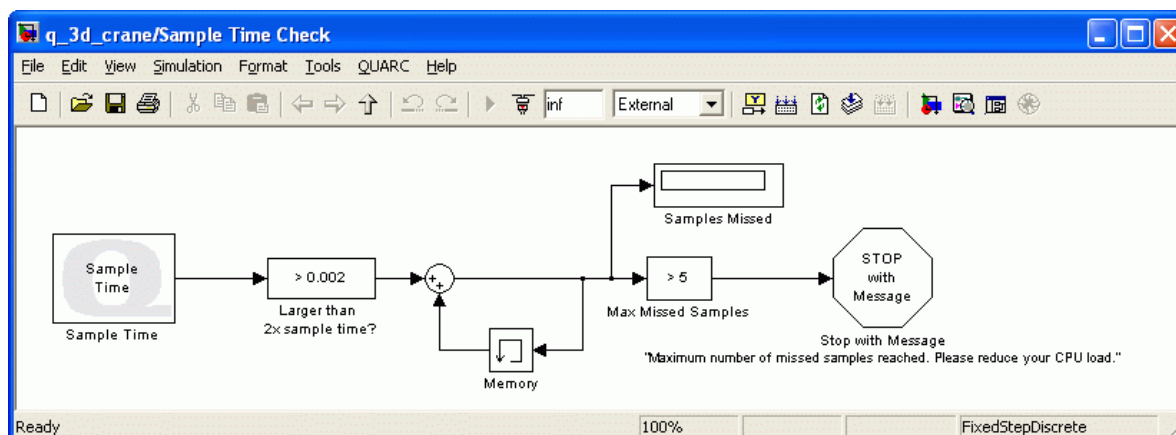 q_3d_crane/Sample Time Check
File Edit View Simulation Format Tools QUARC Help
inf External
Samples Missed
Sample
Time
Sample Time
> 0.002
Larger than
2x sample time?
++
Memory
> 5
Max Missed Samples
STOP
with
Message
Stop with Message
"Maximum number of missed samples reached. Please reduce your CPU load."
Ready 100% FixedStepDiscrete